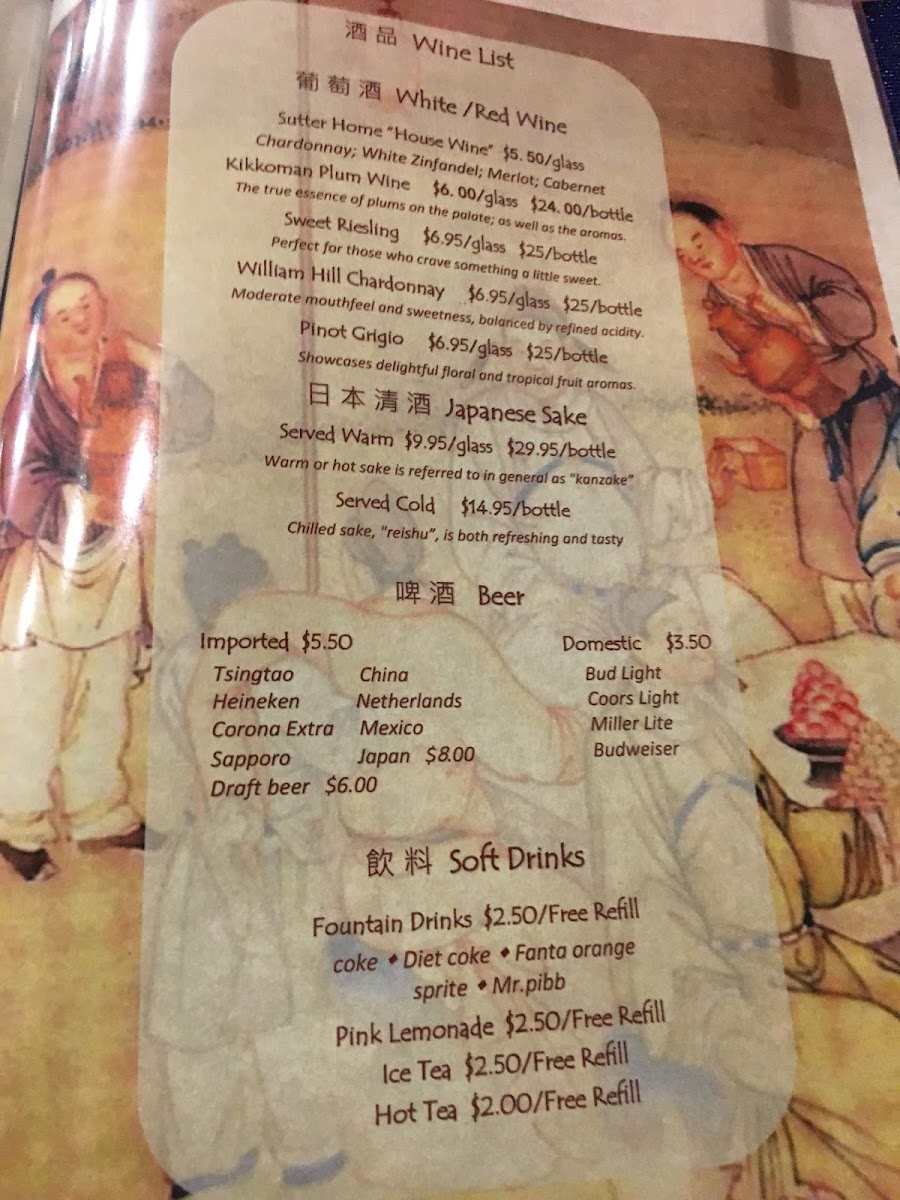 酒品 Wine List
葡萄酒 White /Red Wine
Sutter Home "House Wine" $5.50/glass
Chardonnay; White Zinfandel; Merlot; Cabernet
Kikkoman Plum Wine $6.00/glass $24.00/bottle
The true essence of plums on the palate; as well as the aromas.
Sweet Riesling $6.95/glass $25/bottle
Perfect for those who crave something a little sweet.
William Hill Chardonnay $6.95/glass $25/bottle
Moderate mouthfeel and sweetness, balanced by refined acidity.
Pinot Grigio $6.95/glass $25/bottle
Showcases delightful floral and tropical fruit aromas.
日本清酒 Japanese Sake
Served Warm $9.95/glass $29.95/bottle
Warm or hot sake is referred to in general as "kanzake"
Served Cold $14.95/bottle
Chilled sake, "reishu", is both refreshing and tasty
啤酒 Beer
Imported $5.50 Domestic $3.50
Tsingtao China Bud Light
Heineken Netherlands Coors Light
Corona Extra Mexico Miller Lite
Sapporo Japan $8.00 Budweiser
Draft beer $6.00
飲料 Soft Drinks
Fountain Drinks $2.50/Free Refill
coke ♦ Diet coke ♦ Fanta orange
sprite ♦ Mr.pibb
Pink Lemonade $2.50/Free Refill
Ice Tea $2.50/Free Refill
Hot Tea $2.00/Free Refill